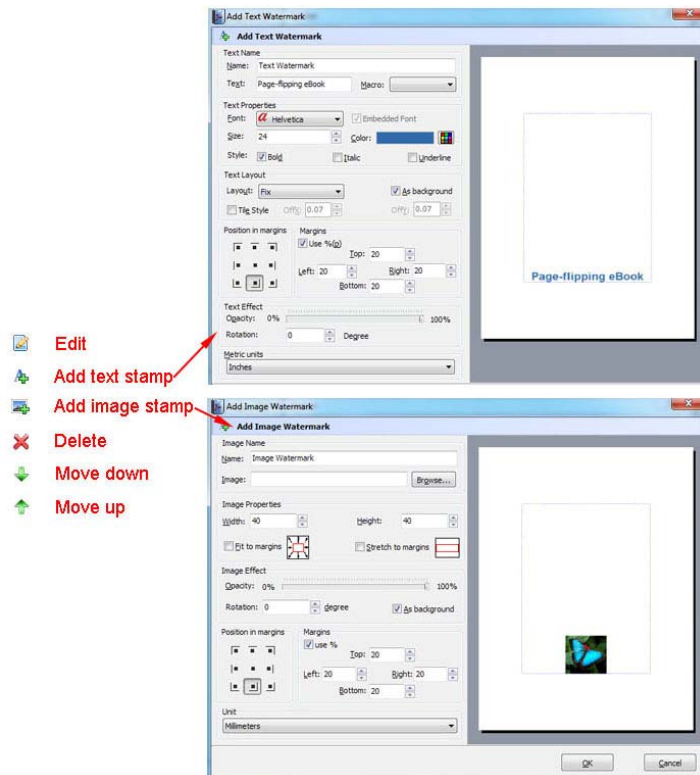 Add Text Watermark
Add Text Watermark
Text Name
Name: Text Watermark
Text: Page-flipping eBook Macro:
Text Properties
Font: a Helvetica Embedded Font
Size: 24 Color:
Style: Bold Italic Underline
Text Layout
Layout: Fix As background
Tile Style OffX: 0.07 OffY: 0.07
Position in margins Margins
Use %(p)
Top: 20
Left: 20 Right: 20
Bottom: 20
Text Effect
Opacity: 0% 100%
Rotation: 0 Degree
Metric units
Inches
Page-flipping eBook
Edit
Add text stamp
Add image stamp
Delete
Move down
Move up
Add Image Watermark
Add Image Watermark
Image Name
Name: Image Watermark
Image: Browse...
Image Properties
Width: 40 Height: 40
Fit to margins Stretch to margins
Image Effect
Opacity: 0% 100%
Rotation: 0 degree As background
Position in margins Margins
use %
Top: 20
Left: 20 Right: 20
Bottom: 20
Unit
Millimeters
OK Cancel